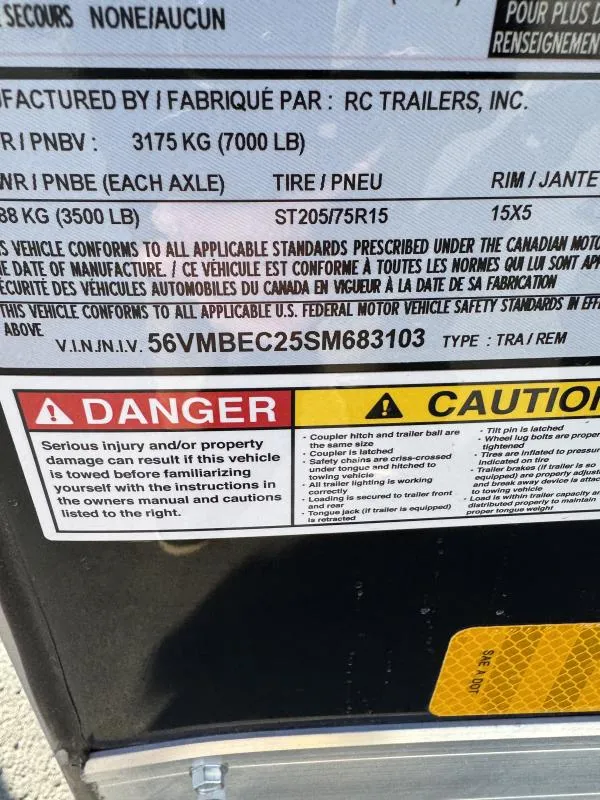 SECOURS NONE/AUCUN
POUR PLUS D
RENSEIGNEMEN
FACTURED BY / FABRIQUÉ PAR : RC TRAILERS, INC.
R / PNBV : 3175 KG (7000 LB)
WR / PNBE (EACH AXLE) TIRE / PNEU RIM / JANTE
88 KG (3500 LB) ST205/75R15 15X5
S VEHICLE CONFORMS TO ALL APPLICABLE STANDARDS PRESCRIBED UNDER THE CANADIAN MOTO
E DATE OF MANUFACTURE. / CE VÉHICULE EST CONFORME À TOUTES LES NORMES QUI LUI SONT APP
ÉCURITÉ DES VÉHICULES AUTOMOBILES DU CANADA EN VIGUEUR À LA DATE DE SA FABRICATION
THIS VEHICLE CONFORMS TO ALL APPLICABLE U.S. FEDERAL MOTOR VEHICLE SAFETY STANDARDS IN EFF
ABOVE
V.I.N./N.I.V. 56VMBEC25SM683103 TYPE : TRA / REM
DANGER
Serious injury and/or property
damage can result if this vehicle
is towed before familiarizing
yourself with the instructions in
the owners manual and cautions
listed to the right.
CAUTIO
· Coupler hitch and trailer ball are
the same size
· Coupler is latched
· Safety chains are criss-crossed
under tongue and hitched to
towing vehicle
· All trailer lighting is working
correctly
· Loading is secured to trailer front
and rear
· Tongue jack (if trailer is equipped)
is retracted
· Tilt pin is latched
· Wheel lug bolts are proper
tightened
· Tires are inflated to pressu
indicated on tire
· Trailer brakes (if trailer is so
equipped) are properly adjus
and break away device is attac
to towing vehicle
· Load is within trailer capacity an
distributed properly to maintain
proper tongue weight
SAE A DOT